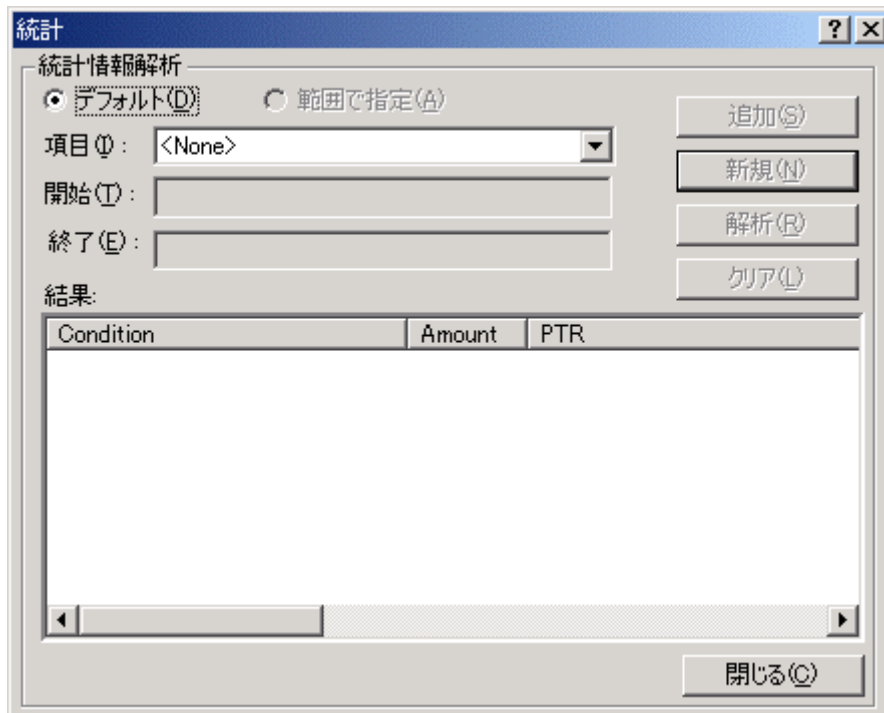 統計
統計情報解析
デフォルト(D) 範囲で指定(A)
追加(S)
項目(I): <None>
新規(N)
開始(T):
解析(R)
終了(E):
クリア(L)
結果:
Condition Amount PTR
閉じる(C)